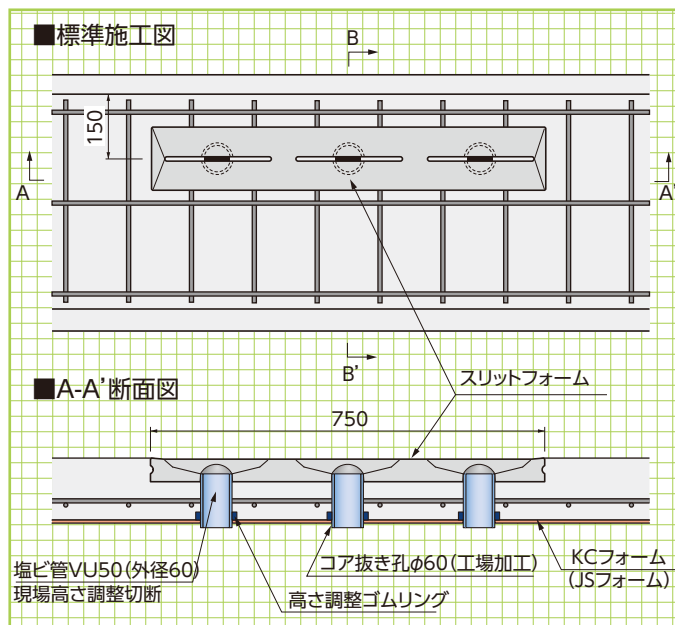 ■標準施工図
B
150
A
A'
B'
スリットフォーム
■A-A'断面図
750
塩ビ管VU50(外径60)
現場高さ調整切断
コア抜き孔φ60(工場加工)
高さ調整ゴムリング
KCフォーム
(JSフォーム)